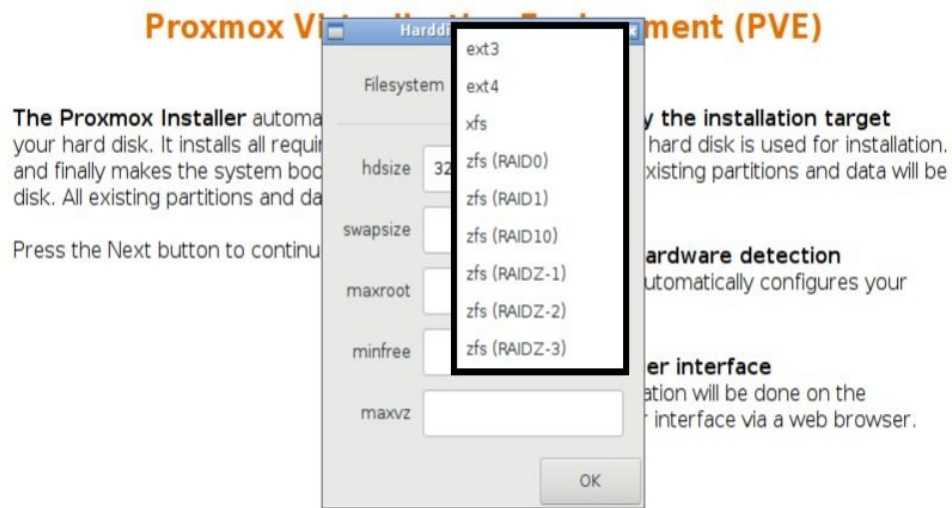 Proxmox V ment (PVE)
Harddi
Filesystem
ext3
ext4
xfs
zfs (RAID0)
zfs (RAID1)
zfs (RAID10)
zfs (RAIDZ-1)
zfs (RAIDZ-2)
zfs (RAIDZ-3)
hdsize 32
swapsize
maxroot
minfree
maxvz
OK
The Proxmox Installer automa
your hard disk. It installs all requi
and finally makes the system boo
disk. All existing partitions and da
Press the Next button to continu
y the installation target
hard disk is used for installation.
xisting partitions and data will be
ardware detection
utomatically configures your
er interface
ation will be done on the
interface via a web browser.